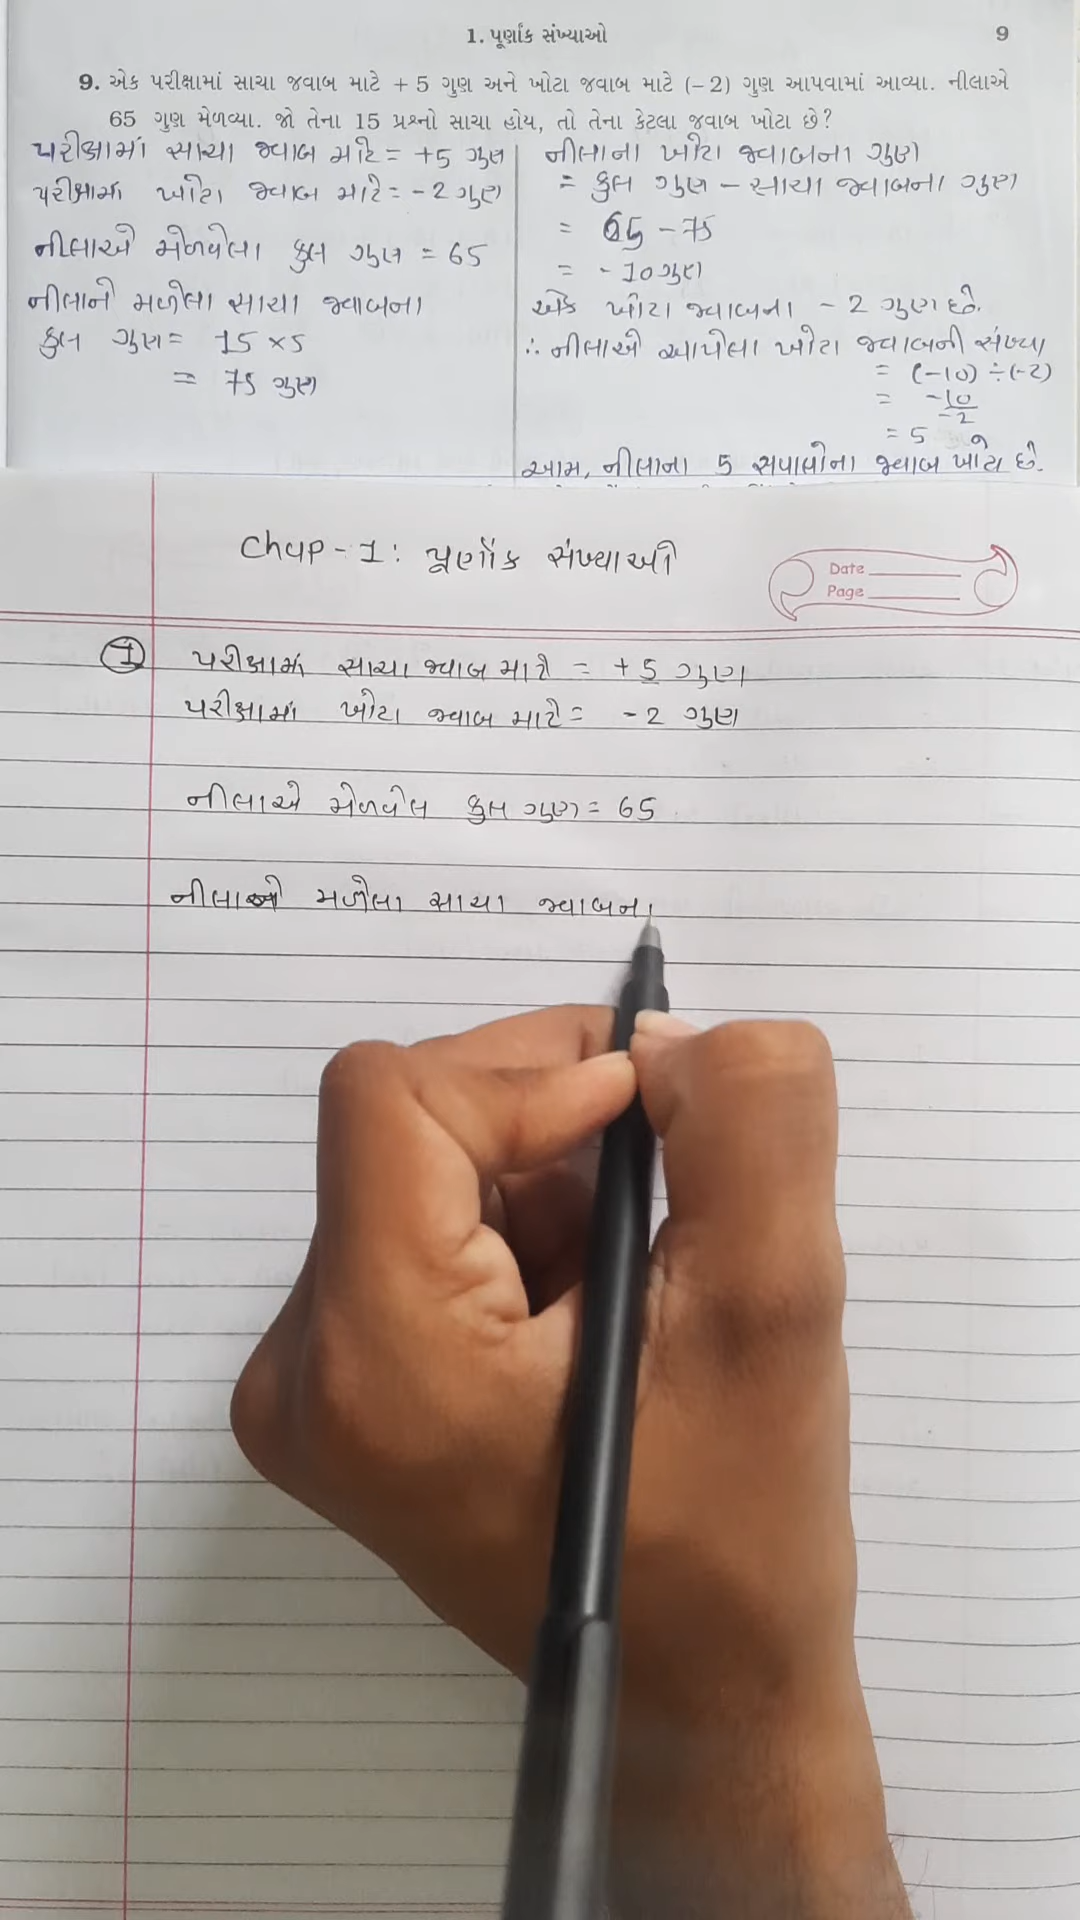 1. પૂર્ણાંક સંખ્યાઓ
9
9. એક પરીક્ષામાં સાચા જવાબ માટે + 5 ગુણ અને ખોટા જવાબ માટે (– 2) ગુણ આપવામાં આવ્યા. નીલાએ
65 ગુણ મેળવ્યા. જો તેના 15 પ્રશ્નો સાચા હોય, તો તેના કેટલા જવાબ ખોટા છે?
પરીક્ષામાં સાચા જવાબ માટે = +5 ગુણ
પરીક્ષામાં ખોટા જવાબ માટે = - 2 ગુણ
નીલાએ મેળવેલા કુલ ગુણ = 65
નીલાને મળેલા સાચા જવાબના
કુલ ગુણ = 15 × 5
= 75 ગુણ
નીલાના ખોટા જવાબના ગુણ
= કુલ ગુણ – સાચા જવાબના ગુણ
= 65 – 75
= - 10 ગુણ
એક ખોટા જવાબના - 2 ગુણ છે.
∴ નીલાએ આપેલા ખોટા જવાબની સંખ્યા
= (-10) ÷ (-2)
= -10/-2
= 5
આમ, નીલાના 5 સવાલોના જવાબ ખોટા છે.
Chap - 1 : પૂર્ણાંક સંખ્યાઓ
Date
Page
1 પરીક્ષામાં સાચા જવાબ માટે = + 5 ગુણ
પરીક્ષામાં ખોટા જવાબ માટે = - 2 ગુણ
નીલાએ મેળવેલ કુલ ગુણ = 65
નીલાને મળેલા સાચા જવાબના